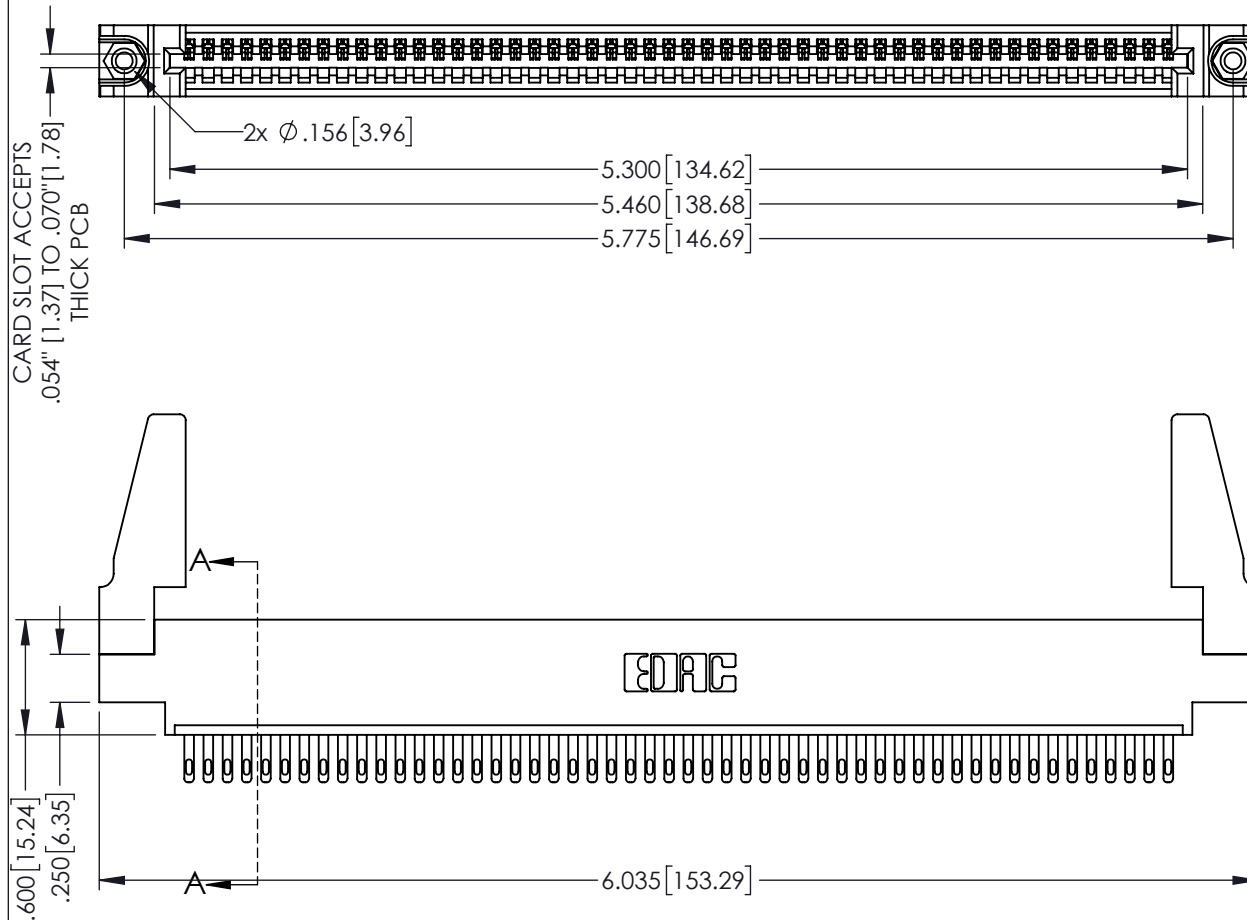 2x ∅ .156[3.96]
5.300[134.62]
5.460[138.68]
5.775[146.69]
CARD SLOT ACCEPTS
.054" [1.37] TO .070"[1.78]
THICK PCB
A
EDAC
.600[15.24]
.250[6.35]
A
6.035[153.29]